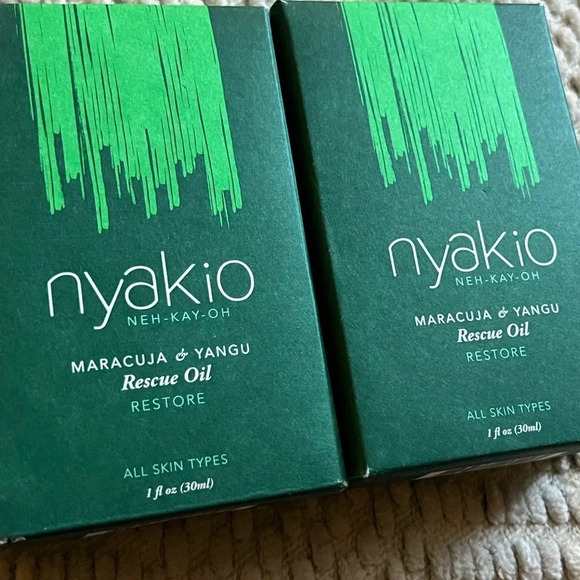 nyakio
NEH-KAY-OH
MARACUJA & YANGU
Rescue Oil
RESTORE
ALL SKIN TYPES
1 fl oz (30ml)
nyakio
NEH-KAY-OH
MARACUJA & YANGU
Rescue Oil
RESTORE
ALL SKIN TYPES
1 fl oz (30ml)